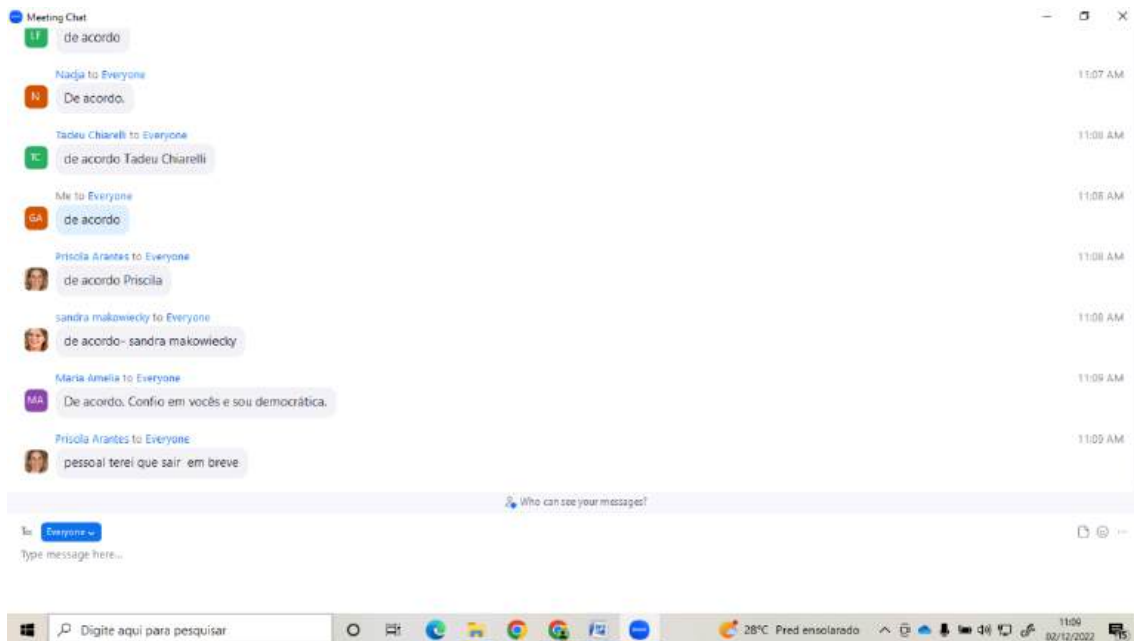 Meeting Chat
LF
de acordo
Nadja to Everyone
11:07 AM
N
De acordo.
Tadeu Chiarelli to Everyone
11:08 AM
TC
de acordo Tadeu Chiarelli
Me to Everyone
11:08 AM
GA
de acordo
Priscila Arantes to Everyone
11:08 AM
de acordo Priscila
sandra makowiecky to Everyone
11:08 AM
de acordo- sandra makowiecky
Maria Amelia to Everyone
11:09 AM
MA
De acordo. Confio em vocês e sou democrática.
Priscila Arantes to Everyone
11:09 AM
pessoal terei que sair em breve
Who can see your messages?
To: Everyone
Type message here...
Digite aqui para pesquisar
28°C Pred ensolarado
11:09
02/12/2022